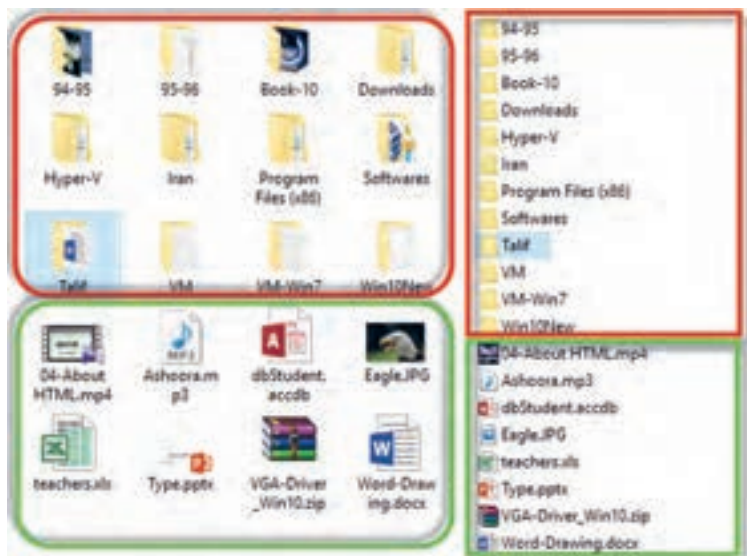 94-95
95-96
Book-10
Downloads
Hyper-V
Iran
Program
Files (x86)
Softwares
Talif
VM
VM-Win7
Win10New
04-About
HTML.mp4
MP3
Ashoora.m
p3
dbStudent.
accdb
Eagle.JPG
teachers.xls
Type.pptx
VGA-Driver
_Win10.zip
Word-Draw
ing.docx
94-95
95-96
Book-10
Downloads
Hyper-V
Iran
Program Files (x86)
Softwares
Talif
VM
VM-Win7
Win10New
04-About HTML.mp4
Ashoora.mp3
dbStudent.accdb
Eagle.JPG
teachers.xls
Type.pptx
VGA-Driver_Win10.zip
Word-Drawing.docx